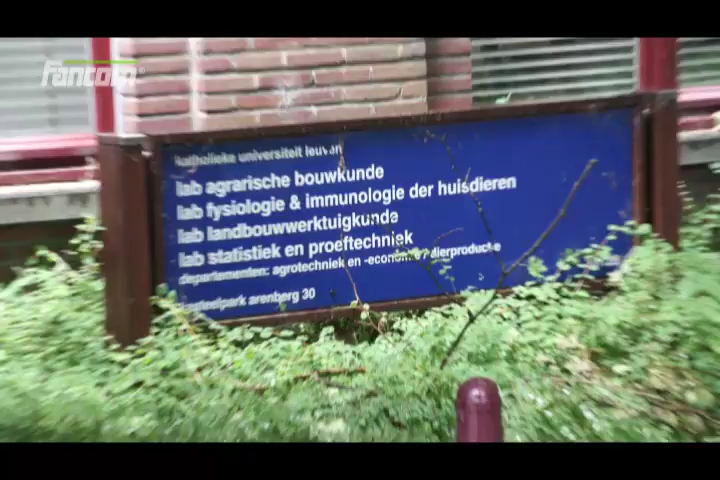 fancom®
katholieke universiteit leuven
lab agrarische bouwkunde
lab fysiologie & immunologie der huisdieren
lab landbouwwerktuigkunde
lab statistiek en proeftechniek
departementen: agrotechniek en -economie / dierproductie
kasteelpark arenberg 30